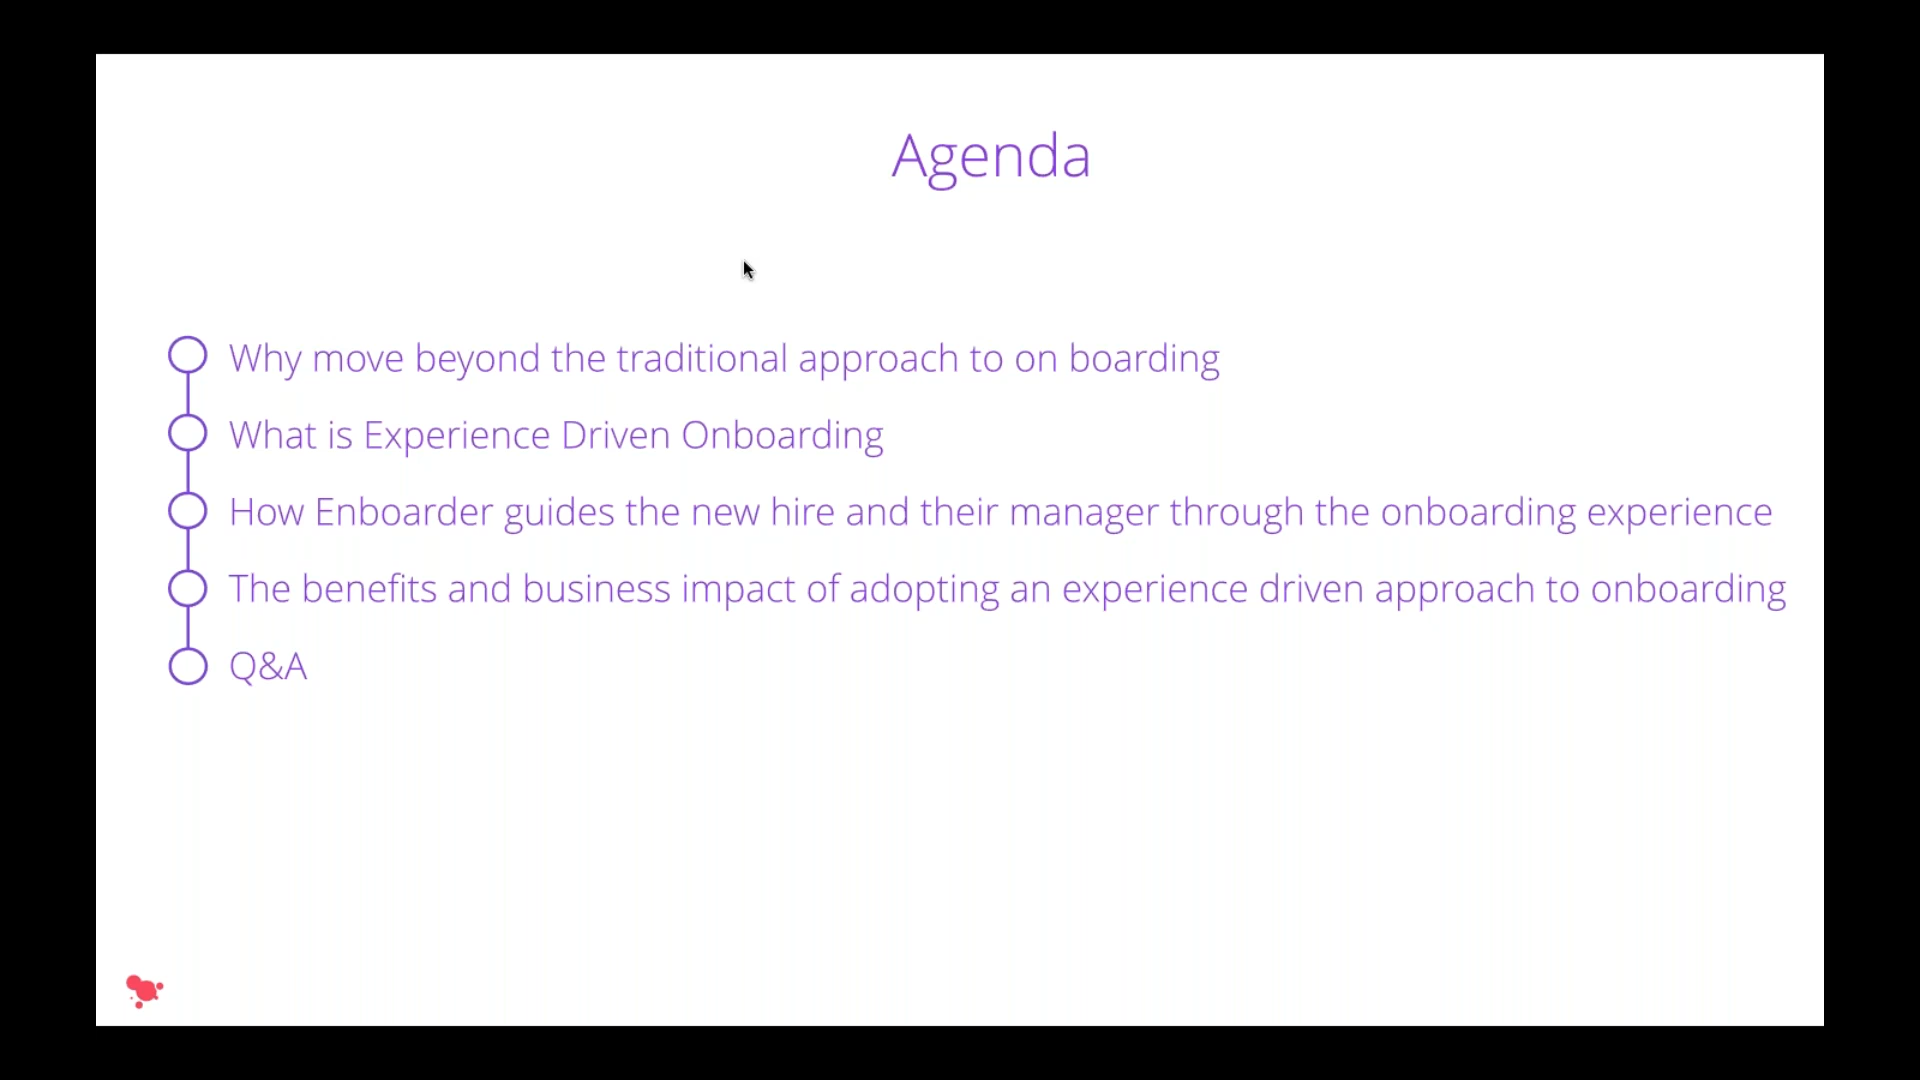 Agenda
Why move beyond the traditional approach to on boarding
What is Experience Driven Onboarding
How Enboarder guides the new hire and their manager through the onboarding experience
The benefits and business impact of adopting an experience driven approach to onboarding
Q&A